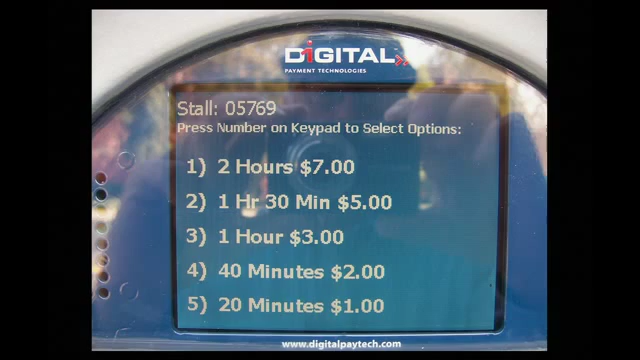 DIGITAL
PAYMENT TECHNOLOGIES
Stall: 05769
Press Number on Keypad to Select Options:
1) 2 Hours $7.00
2) 1 Hr 30 Min $5.00
3) 1 Hour $3.00
4) 40 Minutes $2.00
5) 20 Minutes $1.00
www.digitalpaytech.com